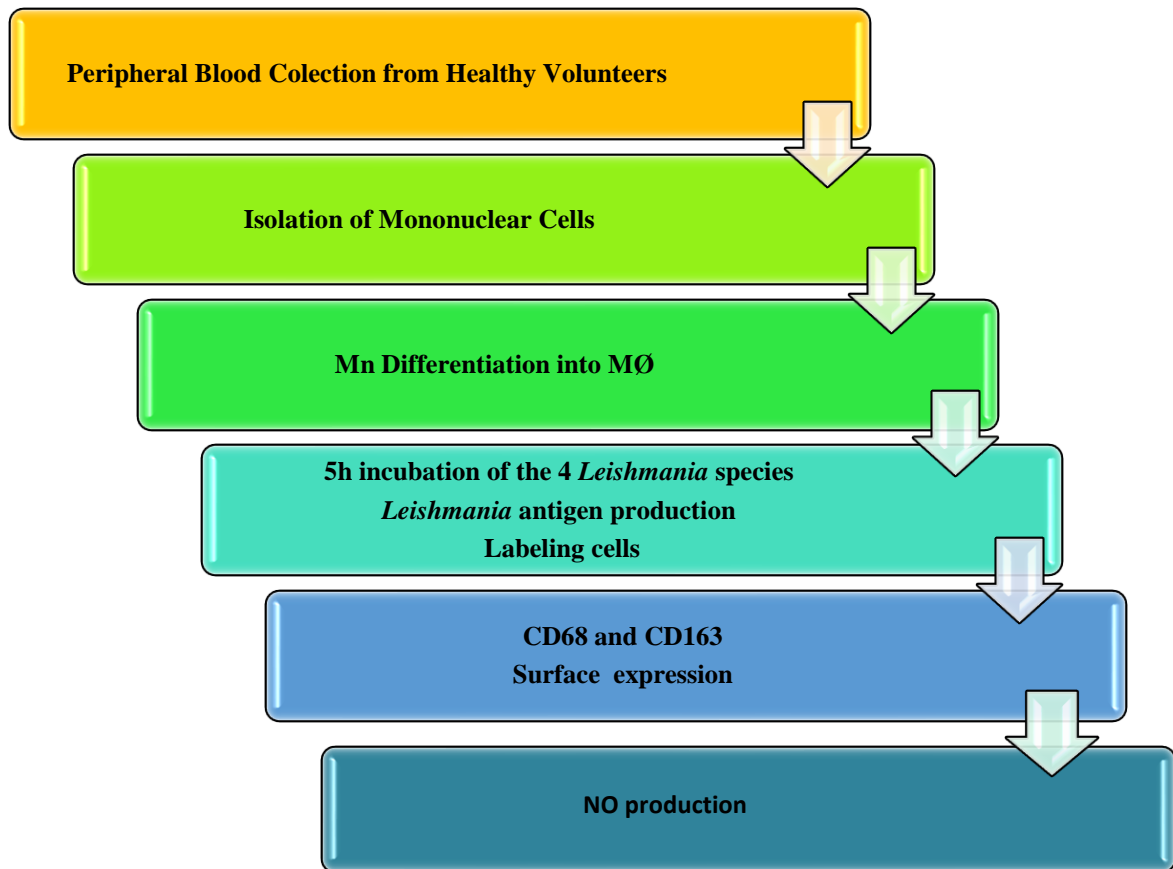 Peripheral Blood Colection from Healthy Volunteers
Isolation of Mononuclear Cells
Mn Differentiation into MØ
5h incubation of the 4 Leishmania species
Leishmania antigen production
Labeling cells
CD68 and CD163
Surface expression
NO production